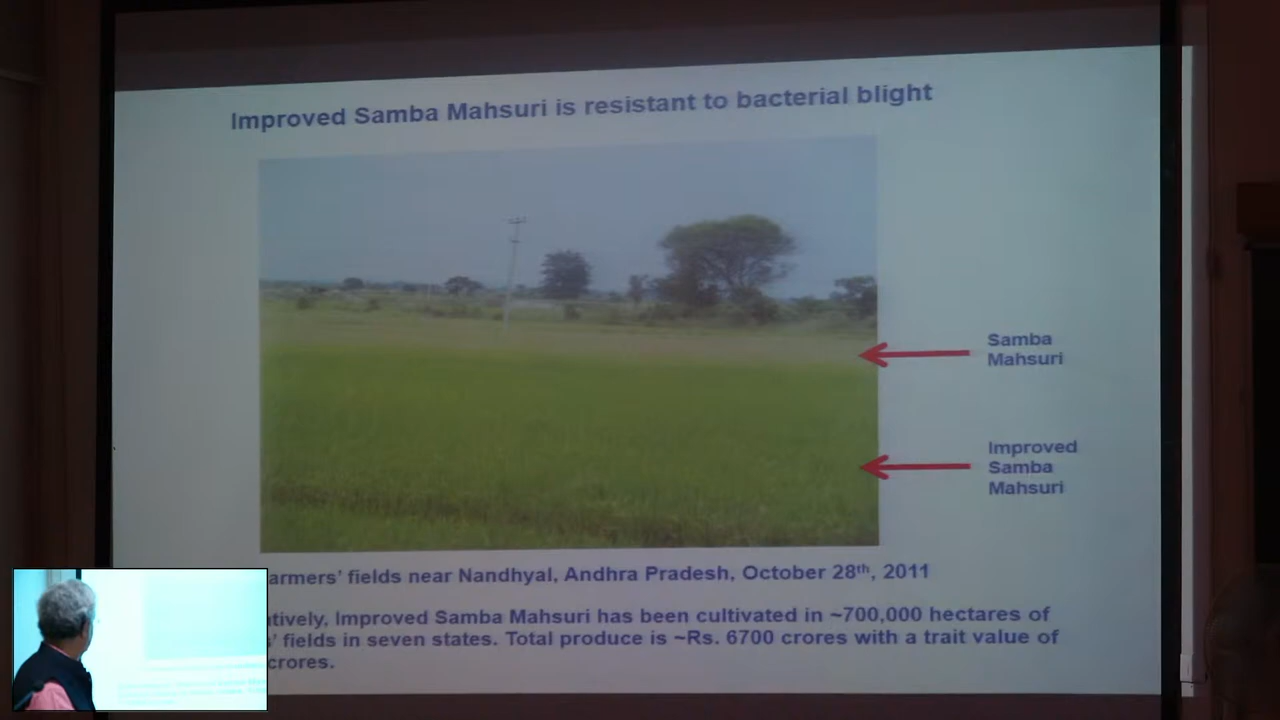 Improved Samba Mahsuri is resistant to bacterial blight
Samba
Mahsuri
Improved
Samba
Mahsuri
fields near Nandhyal, Andhra Pradesh, October 28th, 2011
Improved Samba Mahsuri has been cultivated in ~700,000 hectares of
fields in seven states. Total produce is ~Rs. 6700 crores with a trait value of
crores.